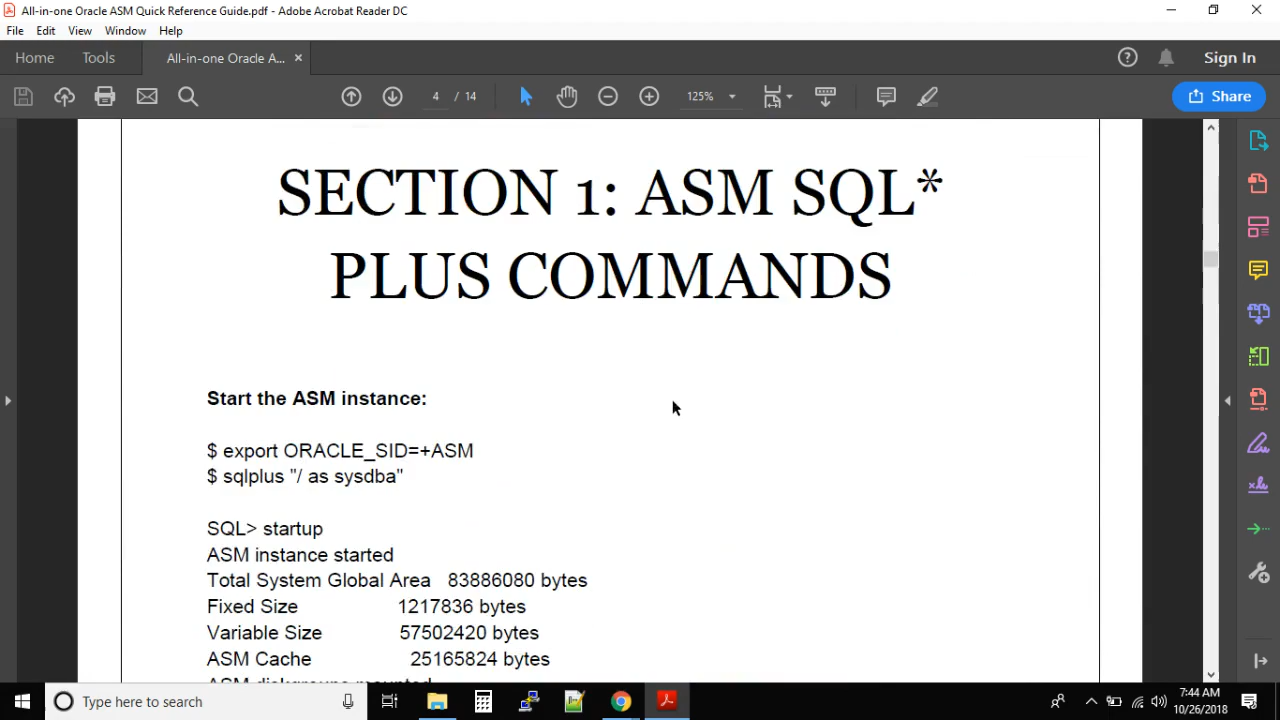 All-in-one Oracle ASM Quick Reference Guide.pdf - Adobe Acrobat Reader DC
File Edit View Window Help
Home Tools All-in-one Oracle A... × Sign In
4 / 14 125% Share
SECTION 1: ASM SQL*
PLUS COMMANDS
Start the ASM instance:
$ export ORACLE_SID=+ASM
$ sqlplus "/ as sysdba"
SQL> startup
ASM instance started
Total System Global Area 83886080 bytes
Fixed Size 1217836 bytes
Variable Size 57502420 bytes
ASM Cache 25165824 bytes
ASM diskgroups mounted
Type here to search
7:44 AM
10/26/2018